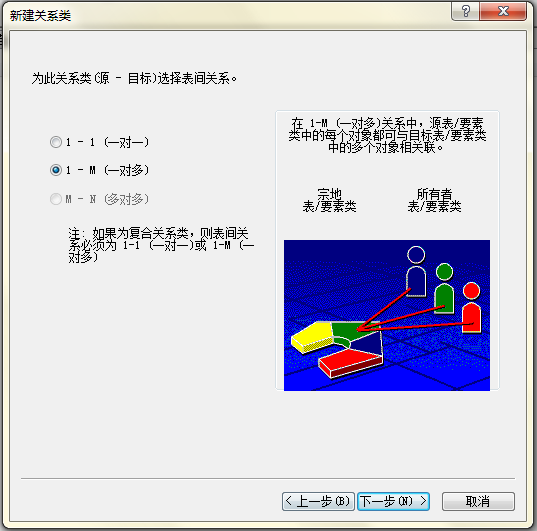 新建关系类
为此关系类(源 - 目标)选择表间关系。
1 - 1 (一对一)
1 - M (一对多)
M - N (多对多)
注: 如果为复合关系类，则表间关
系必须为 1-1 (一对一)或 1-M (一
对多)
在 1-M (一对多)关系中，源表/要素
类中的每个对象都可与目标表/要素类
中的多个对象相关联。
宗地
表/要素类
所有者
表/要素类
< 上一步(B)
下一步(N) >
取消